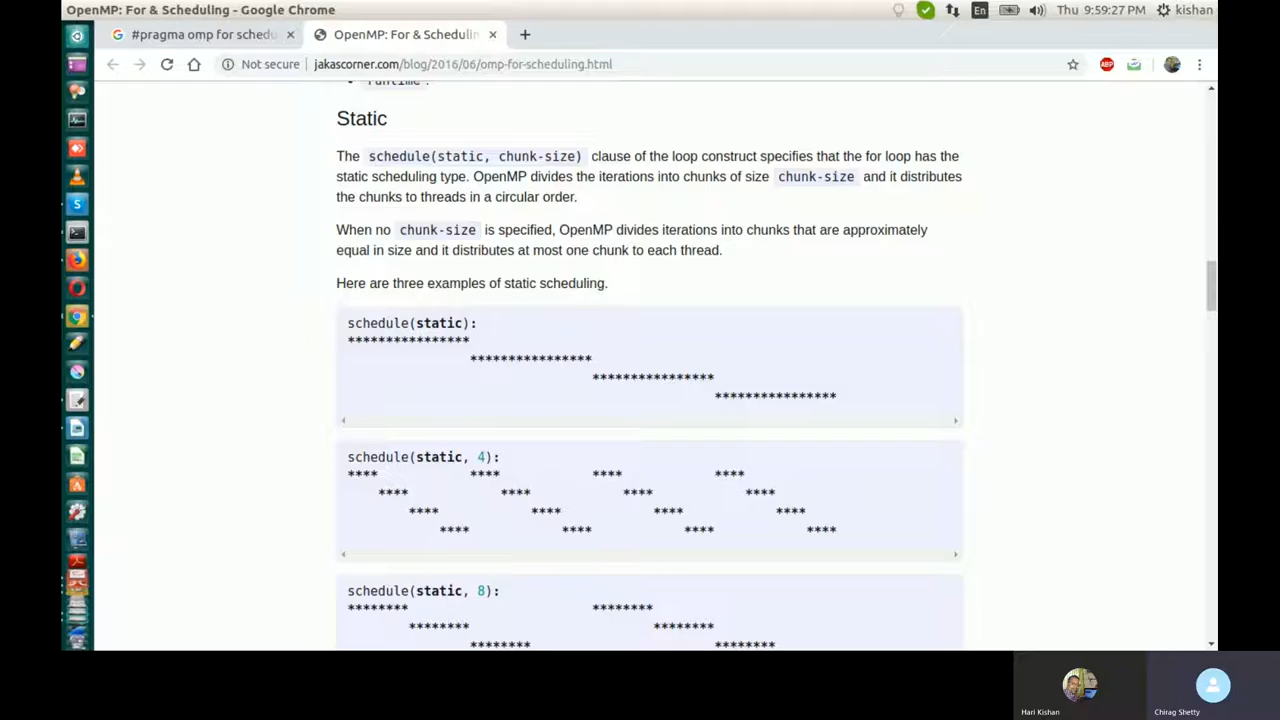 OpenMP: For & Scheduling - Google Chrome
En
Thu 9:59:27 PM
kishan
#pragma omp for schedu
OpenMP: For & Schedulin
Not secure
jakascorner.com/blog/2016/06/omp-for-scheduling.html
ABP
runtime .
Static
The schedule(static, chunk-size) clause of the loop construct specifies that the for loop has the
static scheduling type. OpenMP divides the iterations into chunks of size chunk-size and it distributes
the chunks to threads in a circular order.
When no chunk-size is specified, OpenMP divides iterations into chunks that are approximately
equal in size and it distributes at most one chunk to each thread.
Here are three examples of static scheduling.
schedule(static):
****************
****************
****************
****************
schedule(static, 4):
**** **** **** ****
**** **** **** ****
**** **** **** ****
**** **** **** ****
schedule(static, 8):
******** ********
******** ********
******** ********
Hari Kishan
Chirag Shetty